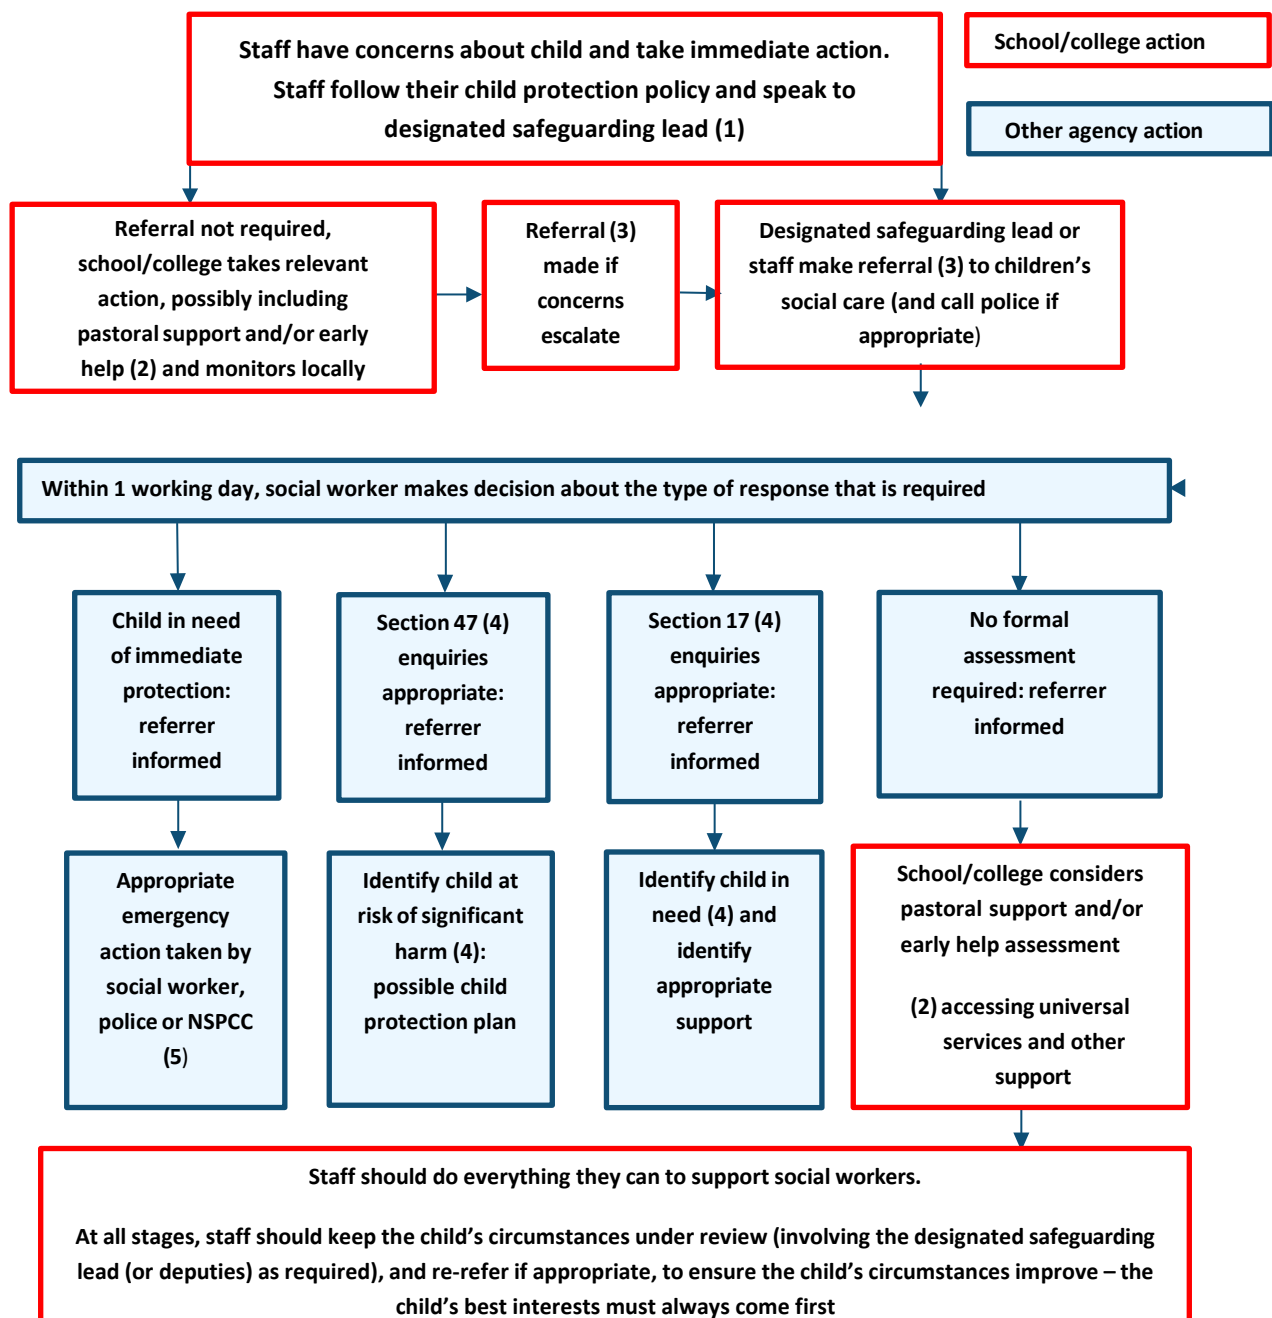 Staff have concerns about child and take immediate action.
Staff follow their child protection policy and speak to
designated safeguarding lead (1)
School/college action
Other agency action
Referral not required,
school/college takes relevant
action, possibly including
pastoral support and/or early
help (2) and monitors locally
Referral (3)
made if
concerns
escalate
Designated safeguarding lead or
staff make referral (3) to children’s
social care (and call police if
appropriate)
Within 1 working day, social worker makes decision about the type of response that is required
Child in need
of immediate
protection:
referrer
informed
Section 47 (4)
enquiries
appropriate:
referrer
informed
Section 17 (4)
enquiries
appropriate:
referrer
informed
No formal
assessment
required: referrer
informed
Appropriate
emergency
action taken by
social worker,
police or NSPCC
(5)
Identify child at
risk of significant
harm (4):
possible child
protection plan
Identify child in
need (4) and
identify
appropriate
support
School/college considers
pastoral support and/or
early help assessment
(2) accessing universal
services and other
support
Staff should do everything they can to support social workers.
At all stages, staff should keep the child’s circumstances under review (involving the designated safeguarding
lead (or deputies) as required), and re-refer if appropriate, to ensure the child’s circumstances improve – the
child’s best interests must always come first